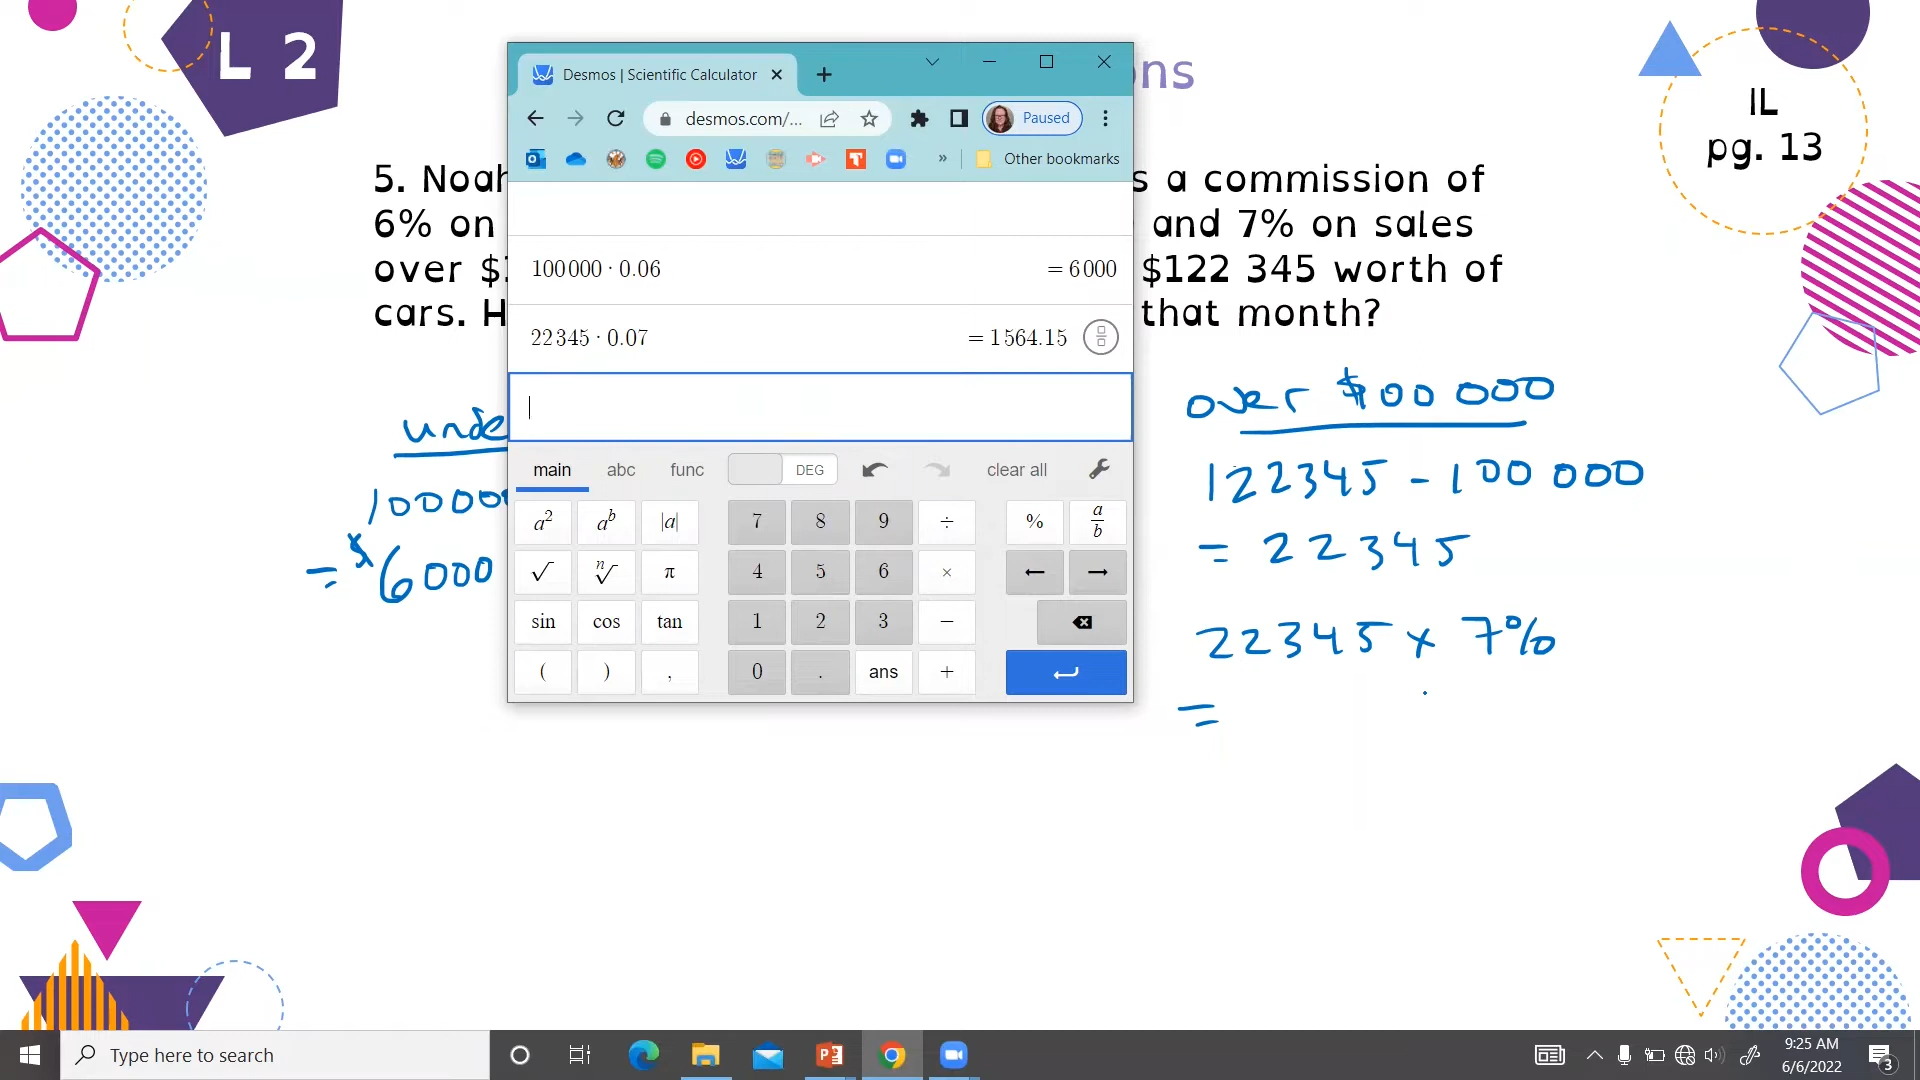 L 2
ons
IL
pg. 13
Desmos | Scientific Calculator
desmos.com/...
Paused
» Other bookmarks
5. Noah s a commission of
6% on and 7% on sales
over $ $122 345 worth of
cars. H that month?
100000 · 0.06 = 6000
22345 · 0.07 = 1564.15
main abc func DEG clear all
a² aᵇ |a| 7 8 9 ÷ % a/b
√ ⁿ√ π 4 5 6 × ← →
sin cos tan 1 2 3 −
( ) , 0 . ans +
unde
100000
= $6000
over $100 000
122345 - 100 000
= 22345
22345 x 7%
=
Type here to search
9:25 AM
6/6/2022
3